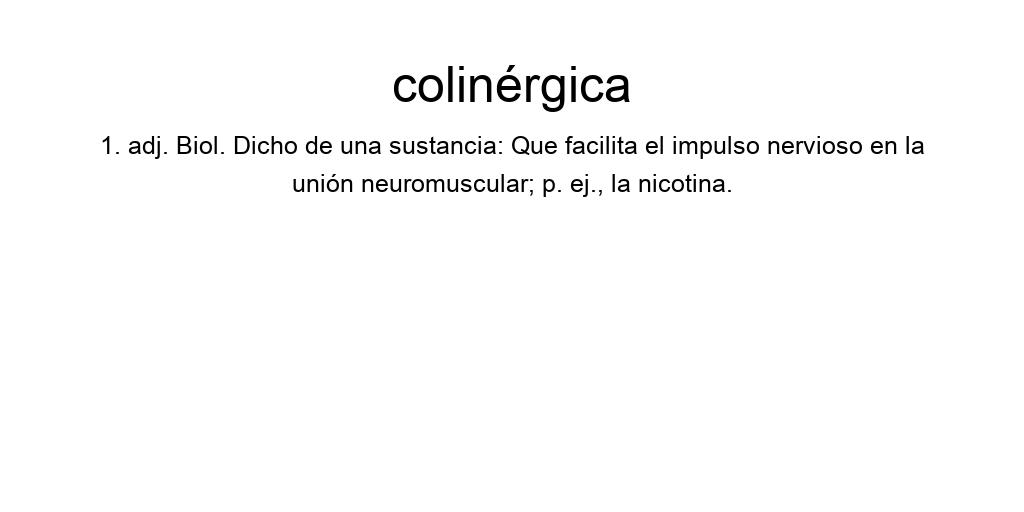 colinérgica
1. adj. Biol. Dicho de una sustancia: Que facilita el impulso nervioso en la
unión neuromuscular; p. ej., la nicotina.